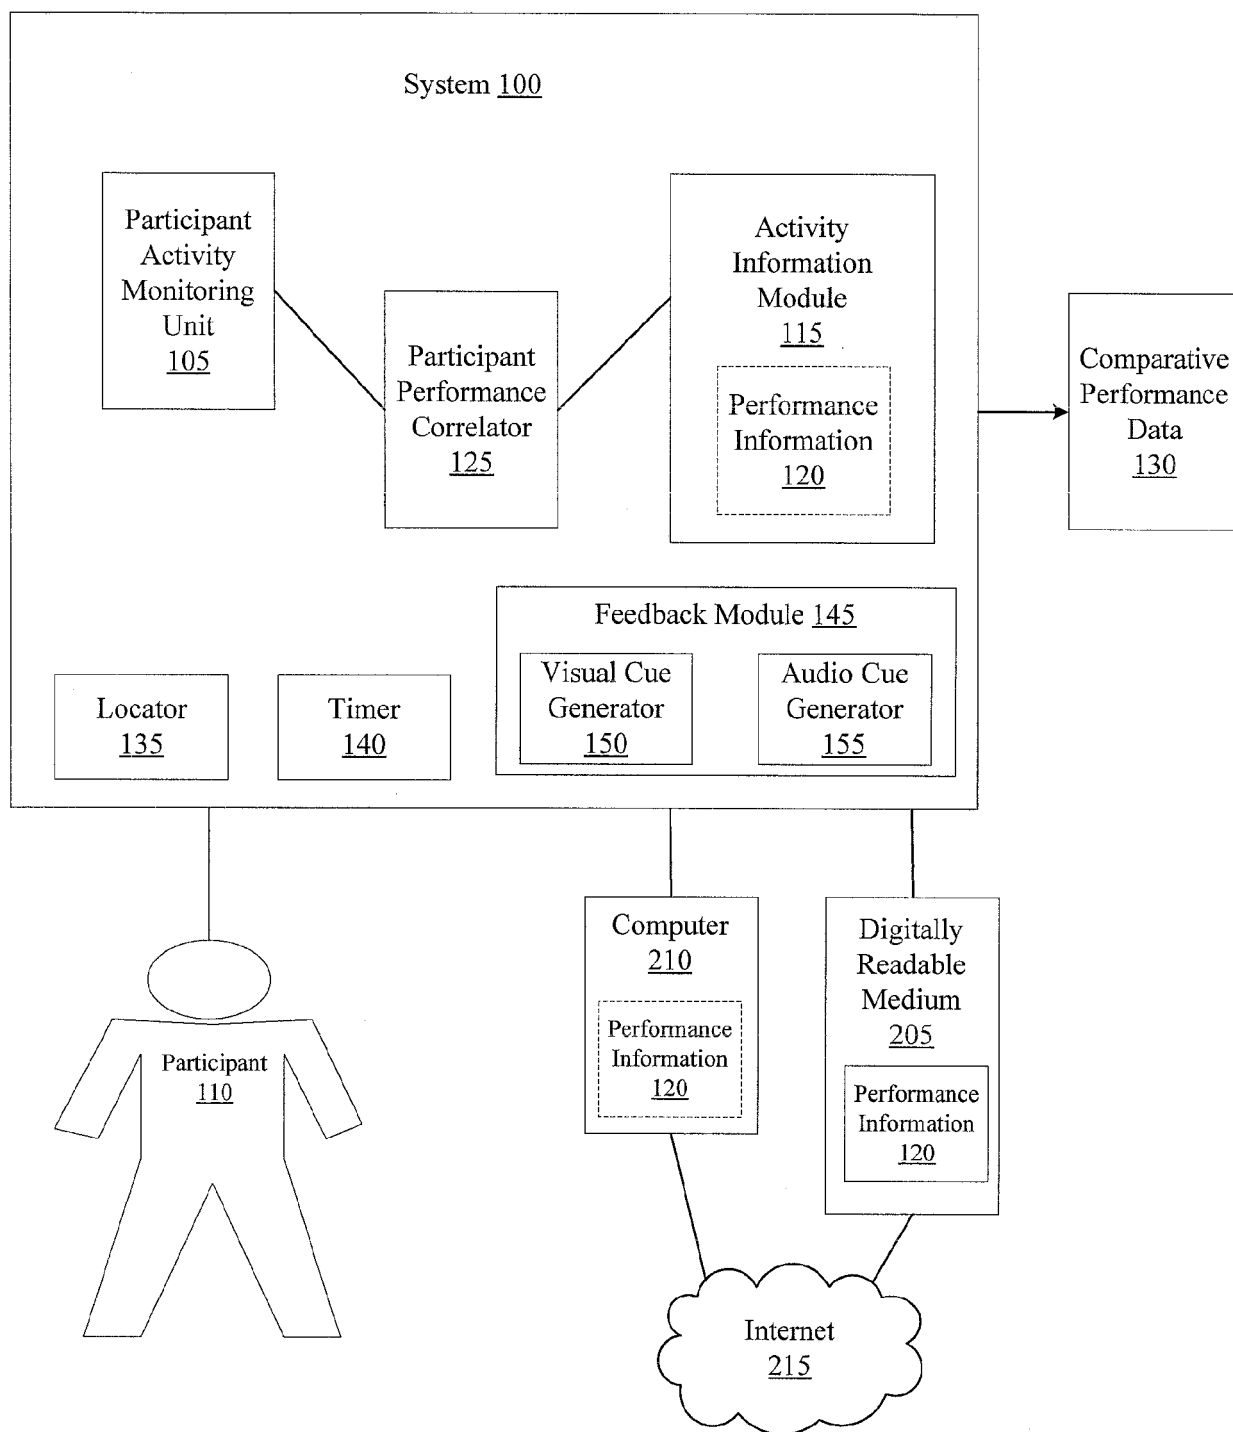 System 100
Participant
Activity
Monitoring
Unit
105
Participant
Performance
Correlator
125
Activity
Information
Module
115
Performance
Information
120
Comparative
Performance
Data
130
Feedback Module 145
Visual Cue
Generator
150
Audio Cue
Generator
155
Locator
135
Timer
140
Participant
110
Computer
210
Performance
Information
120
Digitally
Readable
Medium
205
Performance
Information
120
Internet
215